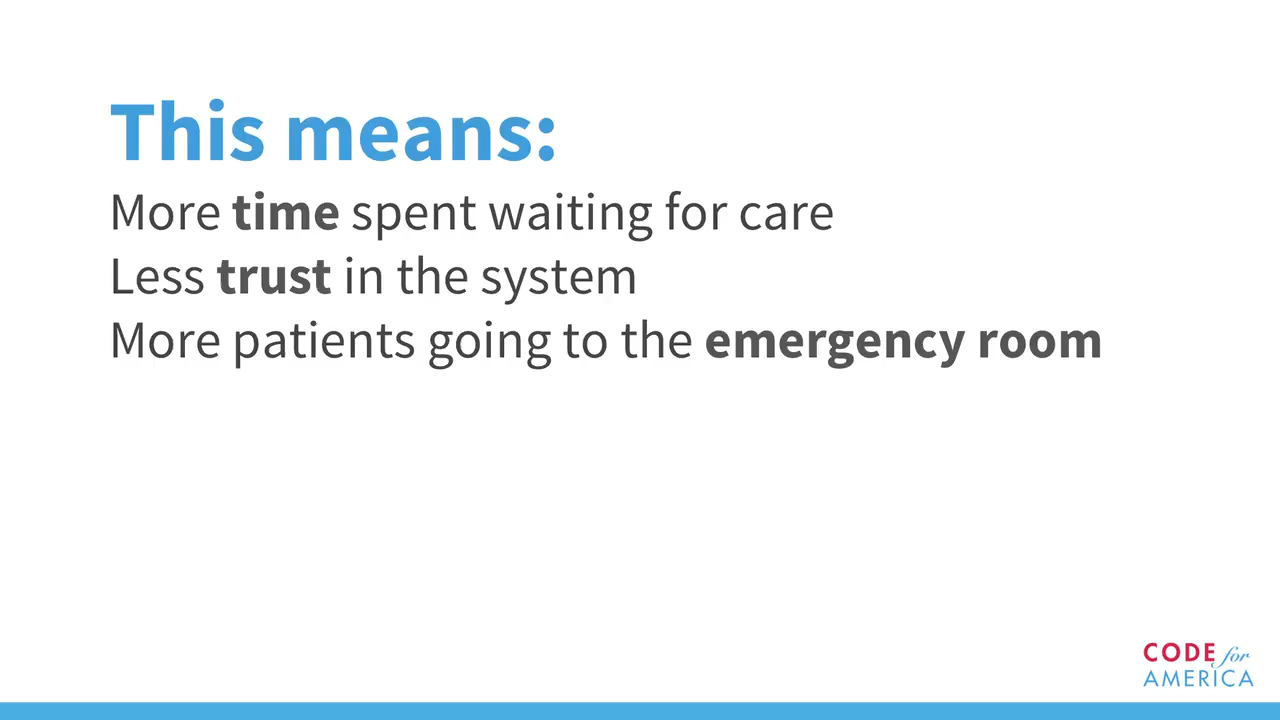 This means:
More time spent waiting for care
Less trust in the system
More patients going to the emergency room
CODE for
AMERICA